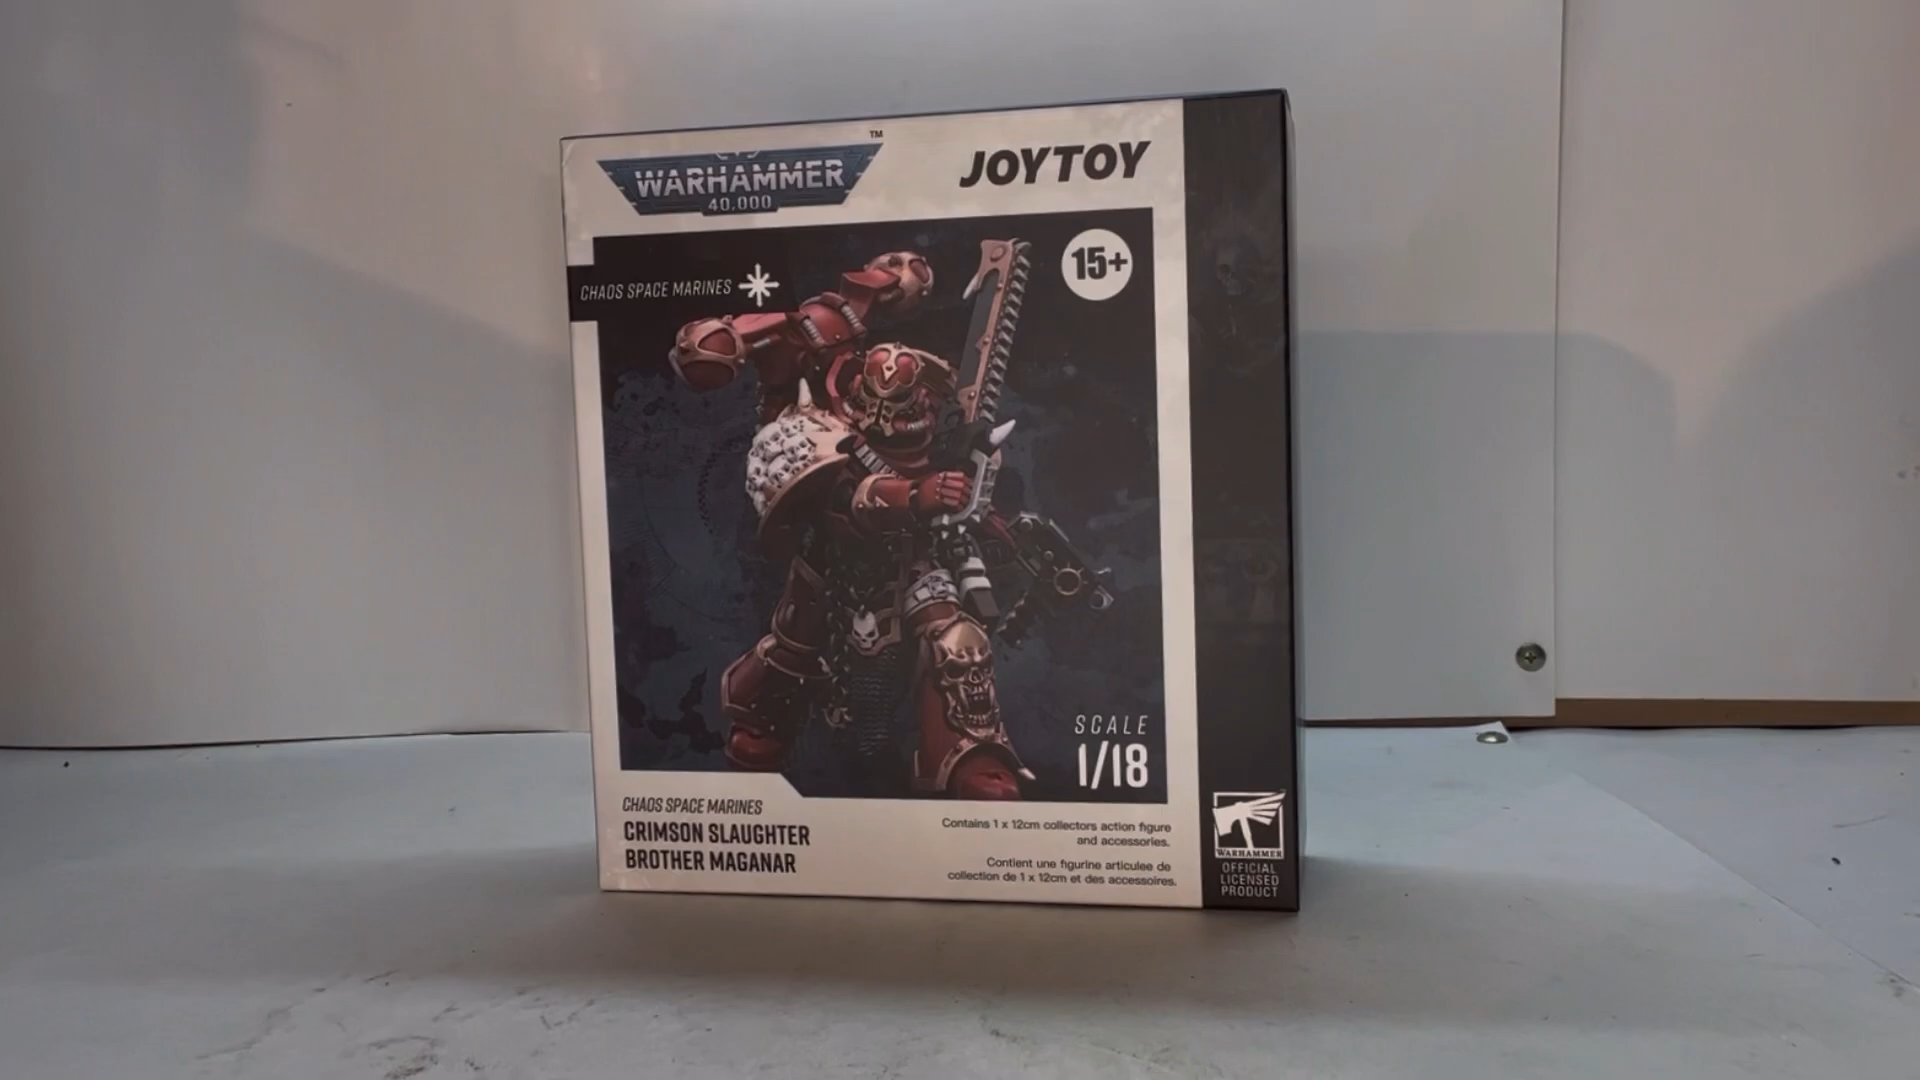 WARHAMMER
40,000
TM
JOYTOY
CHAOS SPACE MARINES
15+
SCALE
1/18
CHAOS SPACE MARINES
CRIMSON SLAUGHTER
BROTHER MAGANAR
Contains 1 x 12cm collectors action figure
and accessories.
Contient une figurine articulee de
collection de 1 x 12cm et des accessoires.
WARHAMMER
OFFICIAL
LICENSED
PRODUCT